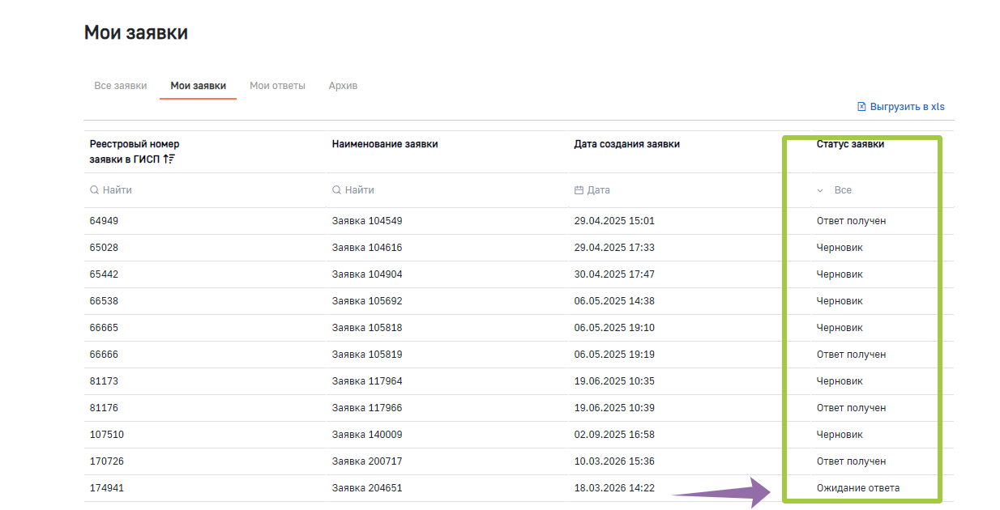 Мои заявки
Все заявки Мои заявки Мои ответы Архив
Выгрузить в xls
Реестровый номер заявки в ГИСП Наименование заявки Дата создания заявки Статус заявки
Найти Найти Дата Все
64949 Заявка 104549 29.04.2025 15:01 Ответ получен
65028 Заявка 104616 29.04.2025 17:33 Черновик
65442 Заявка 104904 30.04.2025 17:47 Черновик
66538 Заявка 105692 06.05.2025 14:38 Черновик
66665 Заявка 105818 06.05.2025 19:10 Черновик
66666 Заявка 105819 06.05.2025 19:19 Ответ получен
81173 Заявка 117964 19.06.2025 10:35 Черновик
81176 Заявка 117966 19.06.2025 10:39 Ответ получен
107510 Заявка 140009 02.09.2025 16:58 Черновик
170726 Заявка 200717 10.03.2026 15:36 Ответ получен
174941 Заявка 204651 18.03.2026 14:22 Ожидание ответа